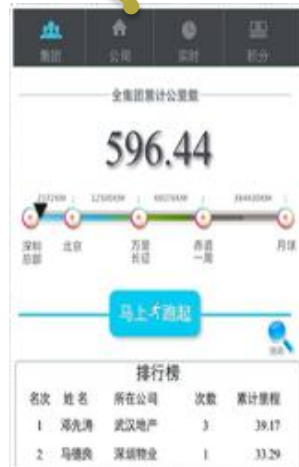 集团 公司 实时 积分
全集团累计公里数
596.44
深圳总部 北京 万里长征 赤道一周 月球
马上跑起
排行榜
名次 姓名 所在公司 次数 累计里程
1 邓先涛 武汉地产 3 39.17
2 马德良 深圳物业 1 33.29